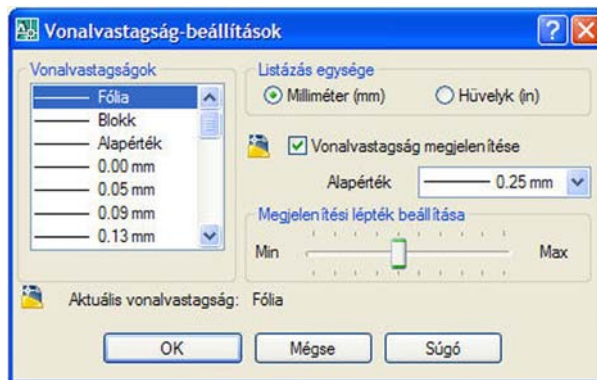 Vonalvastagság-beállítások
Vonalvastagságok
Fólia
Blokk
Alapérték
0.00 mm
0.05 mm
0.09 mm
0.13 mm
Listázás egysége
Milliméter (mm)
Hüvelyk (in)
Vonalvastagság megjelenítése
Alapérték
0.25 mm
Megjelenítési lépték beállítása
Min
Max
Aktuális vonalvastagság: Fólia
OK
Mégse
Súgó